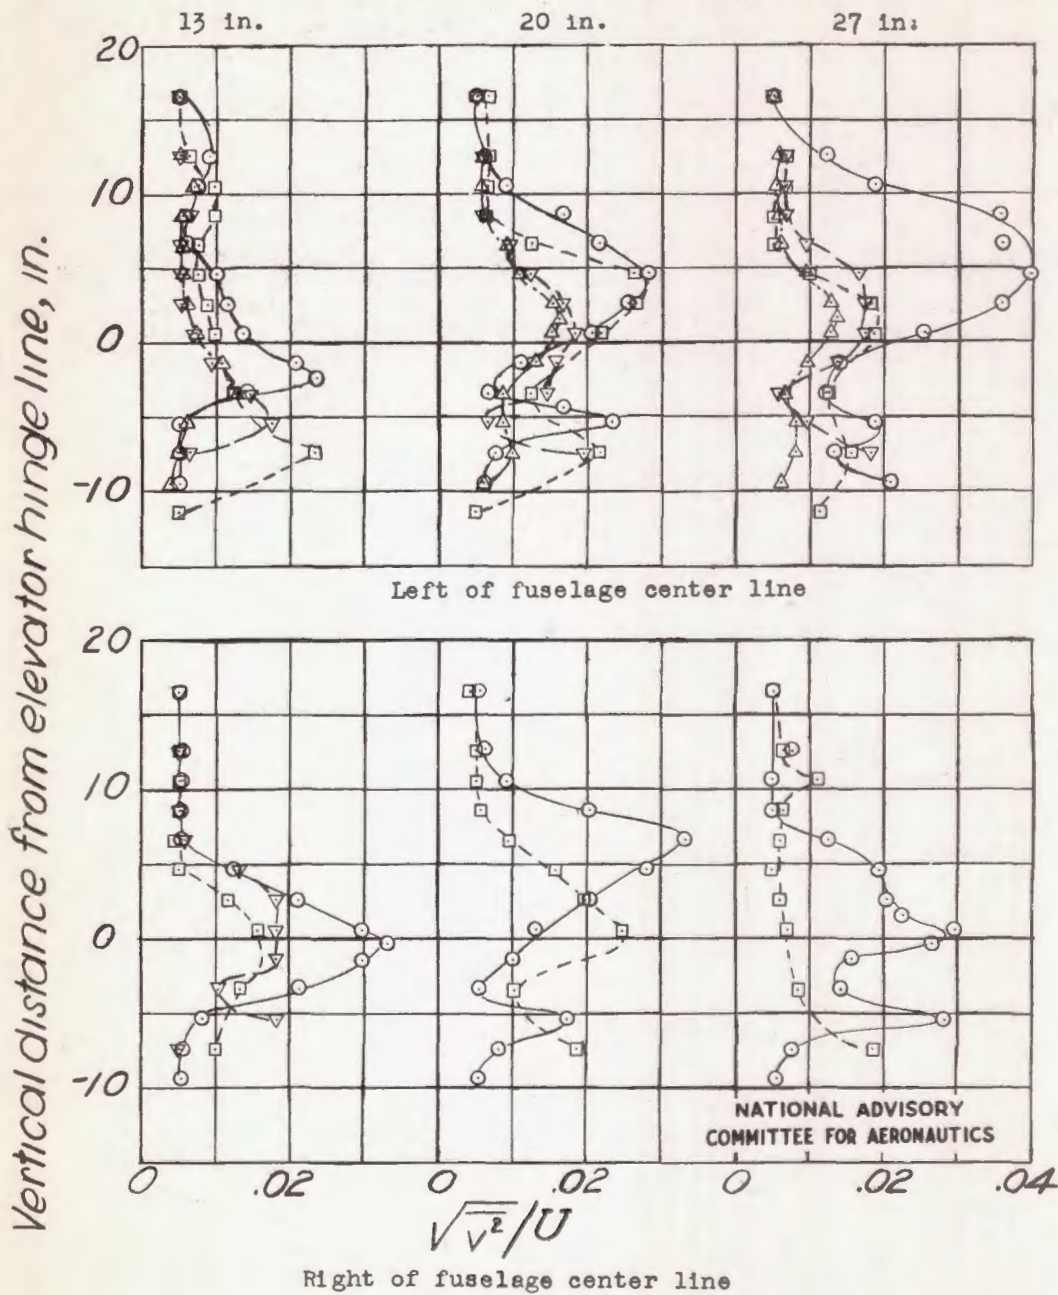 13 in. 20 in. 27 in.
20
10
0
-10
Left of fuselage center line
Vertical distance from elevator hinge line, in.
20
10
0
-10
NATIONAL ADVISORY
COMMITTEE FOR AERONAUTICS
0 .02 0 .02 0 .02 .04
√v²/U
Right of fuselage center line